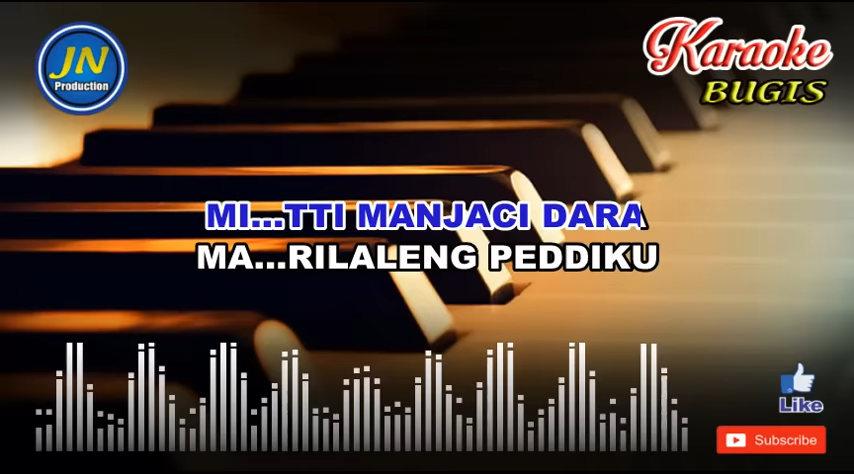 JN
Production
Karaoke
BUGIS
MI...TTI MANJACI DARA
MA...RILALENG PEDDIKU
Like
Subscribe